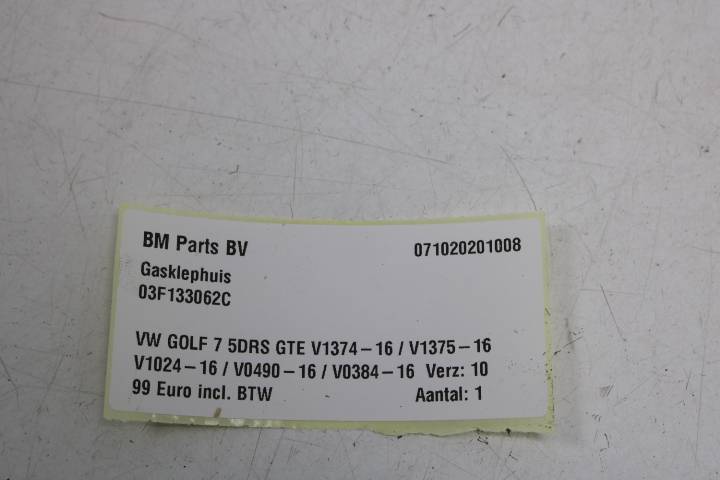 BM Parts BV 071020201008
Gasklephuis
03F133062C
VW GOLF 7 5DRS GTE V1374-16 / V1375-16
V1024-16 / V0490-16 / V0384-16 Verz: 10
99 Euro incl. BTW Aantal: 1